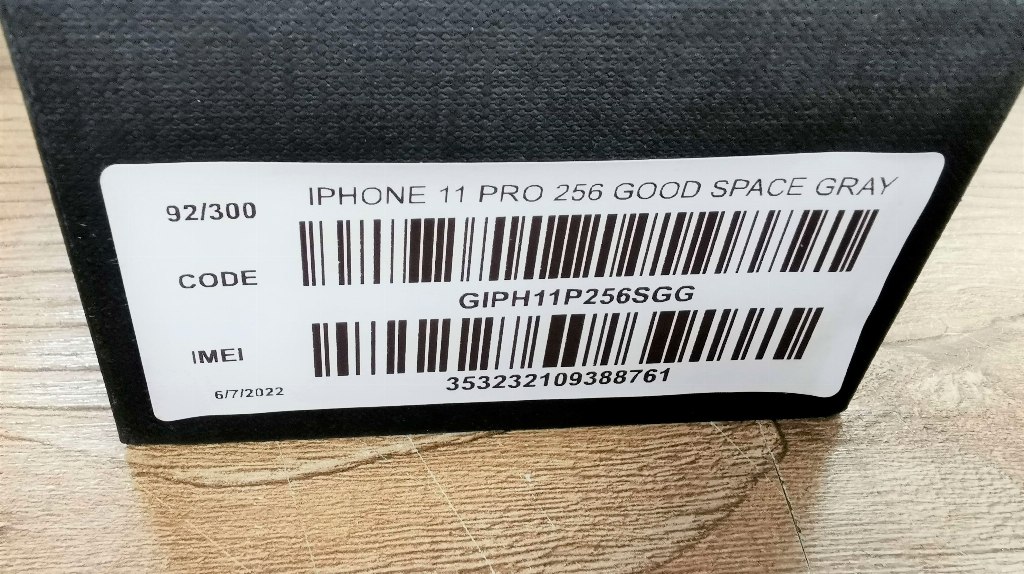 92/300
IPHONE 11 PRO 256 GOOD SPACE GRAY
CODE
GIPH11P256SGG
IMEI
353232109388761
6/7/2022